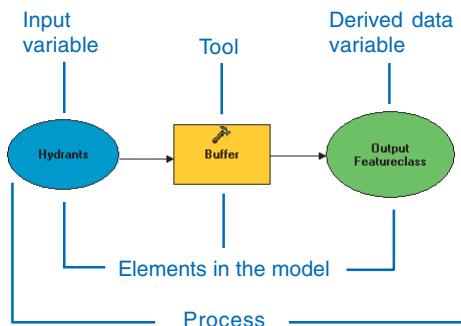 Input
variable
Tool
Derived data
variable
Hydrants
Buffer
Output
Featureclass
Elements in the model
Process